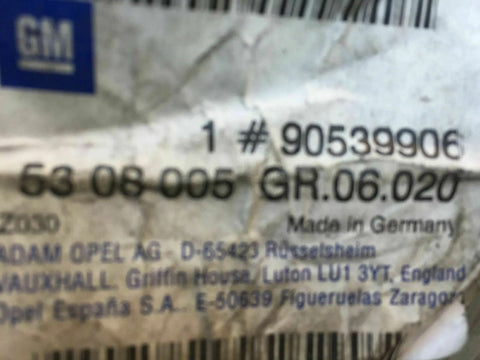 GM
1 # 90539906
53 08 005 GR.06.020
Z030 Made in Germany
ADAM OPEL AG - D-65423 Rüsselsheim
VAUXHALL, Griffin House, Luton LU1 3YT, England
Opel España S.A., E-50639 Figueruelas Zaragoza